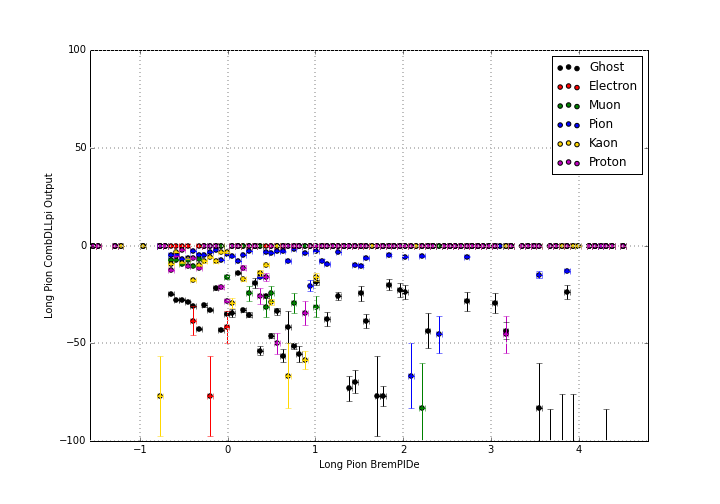 100
50
0
−50
−100
−1
0
1
2
3
4
Long Pion CombDLLpi Output
Long Pion BremPIDe
Ghost
Electron
Muon
Pion
Kaon
Proton